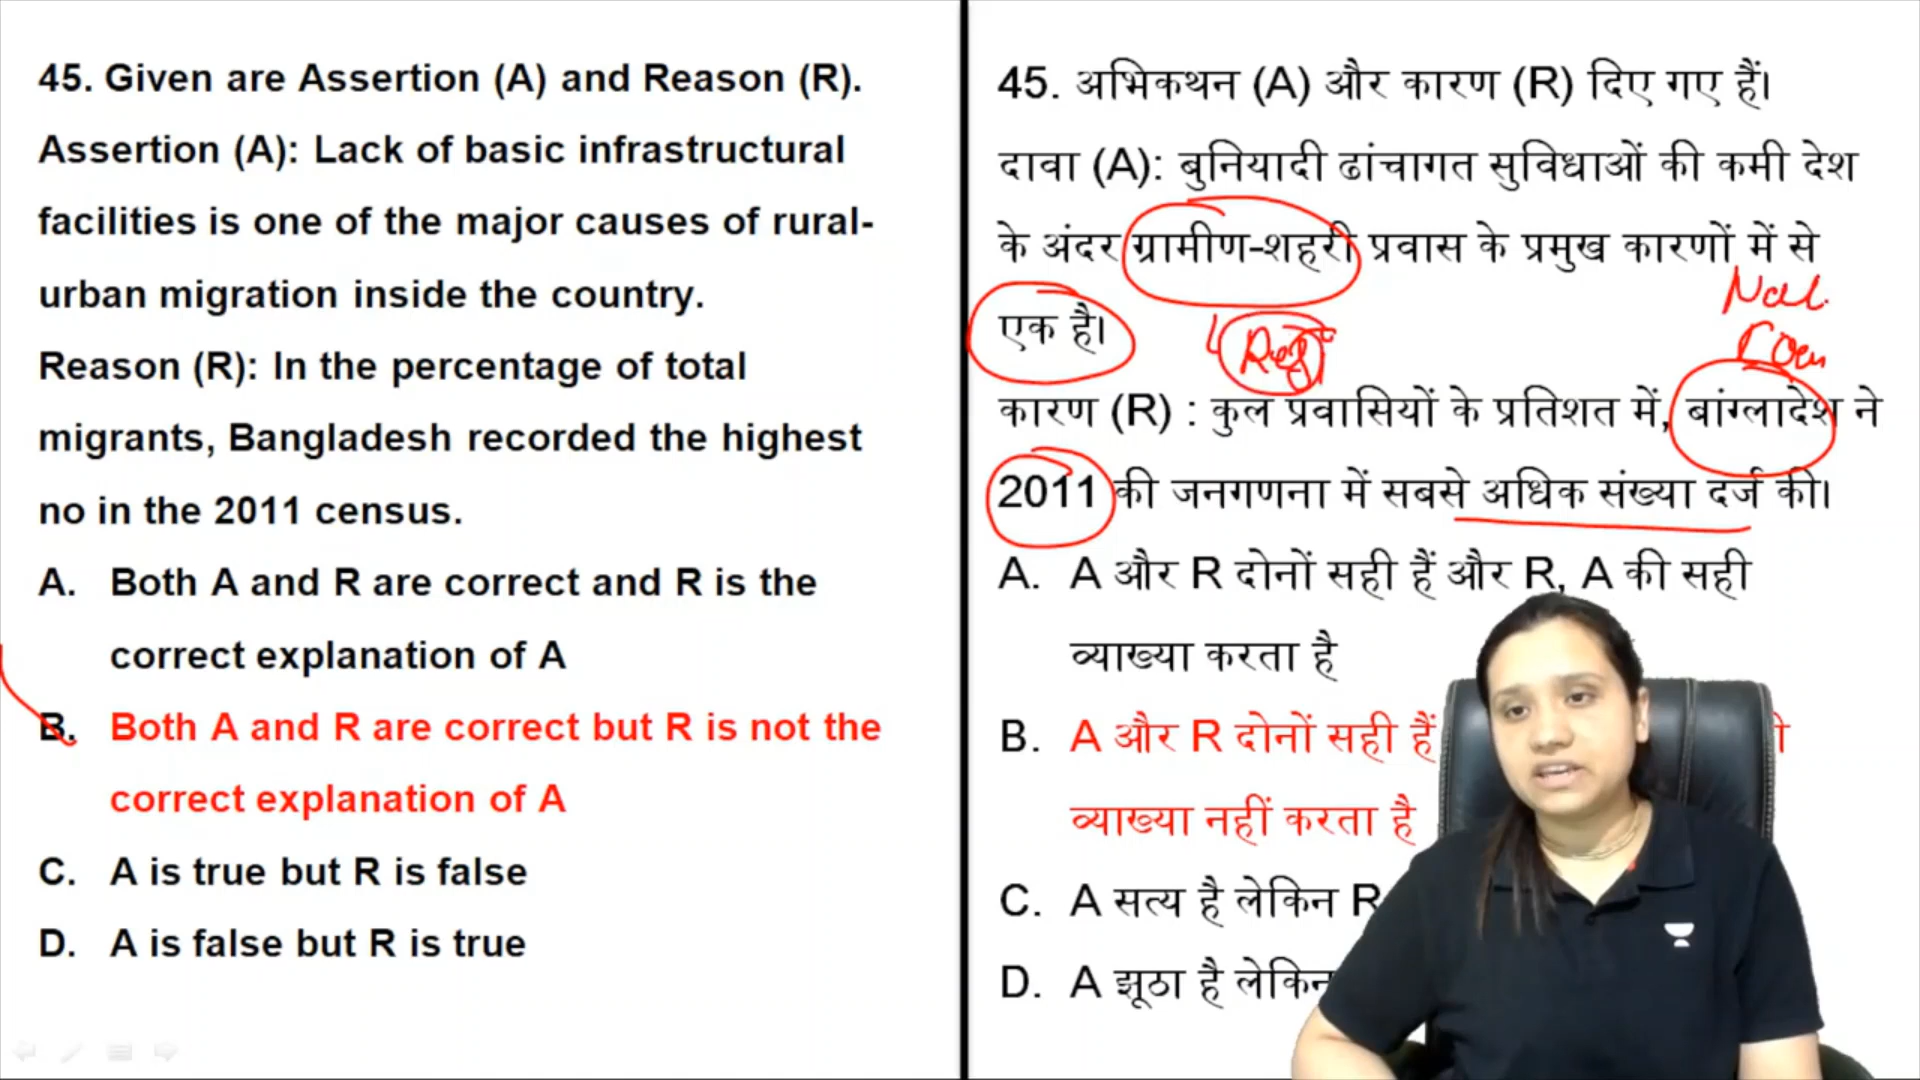 45. Given are Assertion (A) and Reason (R).
Assertion (A): Lack of basic infrastructural
facilities is one of the major causes of rural-
urban migration inside the country.
Reason (R): In the percentage of total
migrants, Bangladesh recorded the highest
no in the 2011 census.
A. Both A and R are correct and R is the
correct explanation of A
B. Both A and R are correct but R is not the
correct explanation of A
C. A is true but R is false
D. A is false but R is true
45. अभिकथन (A) और कारण (R) दिए गए हैं।
दावा (A): बुनियादी ढांचागत सुविधाओं की कमी देश
के अंदर ग्रामीण-शहरी प्रवास के प्रमुख कारणों में से
एक है।
कारण (R) : कुल प्रवासियों के प्रतिशत में, बांग्लादेश ने
2011 की जनगणना में सबसे अधिक संख्या दर्ज की।
A. A और R दोनों सही हैं और R, A की सही
व्याख्या करता है
B. A और R दोनों सही हैं
व्याख्या नहीं करता है
C. A सत्य है लेकिन R
D. A झूठा है लेकिन